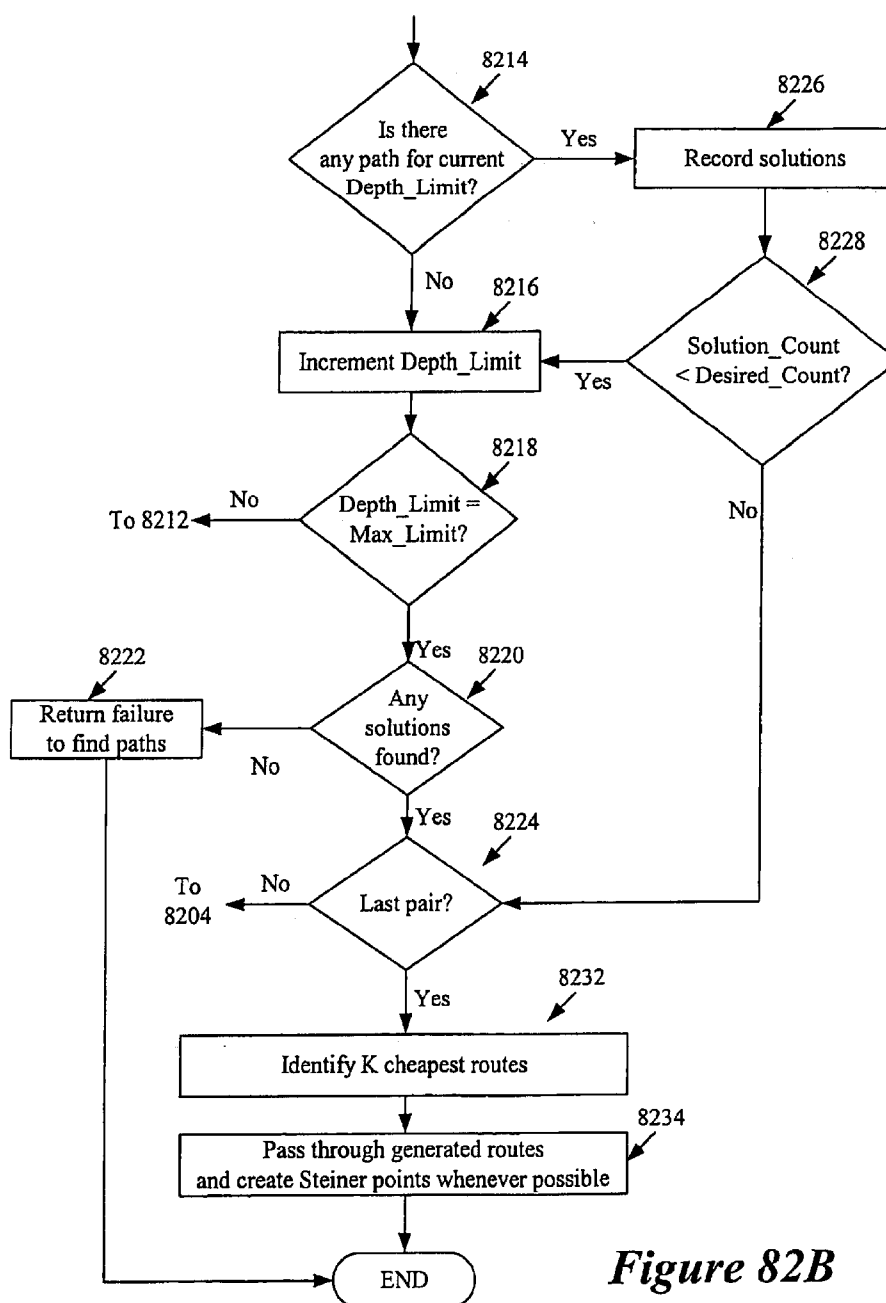 8214
Is there
any path for current
Depth_Limit?
Yes
8226
Record solutions
No
8216
Increment Depth_Limit
8228
Solution_Count
< Desired_Count?
Yes
No
8218
Depth_Limit =
Max_Limit?
No
To 8212
Yes
8220
Any
solutions
found?
No
8222
Return failure
to find paths
Yes
8224
Last pair?
No
To
8204
Yes
8232
Identify K cheapest routes
8234
Pass through generated routes
and create Steiner points whenever possible
END
Figure 82B